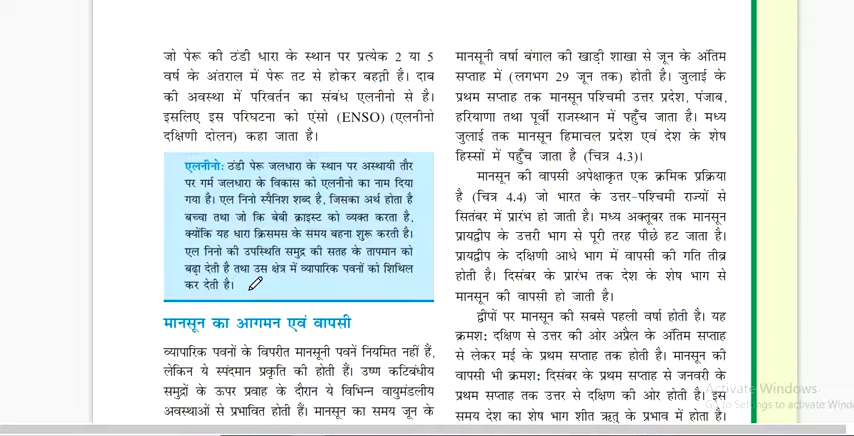 जो पेरू की ठंडी धारा के स्थान पर प्रत्येक 2 या 5
वर्ष के अंतराल में पेरू तट से होकर बहती है। दाब
की अवस्था में परिवर्तन का संबंध एलनीनो से है।
इसलिए इस परिघटना को एंसो (ENSO) (एलनीनो
दक्षिणी दोलन) कहा जाता है।
एलनीनो: ठंडी पेरू जलधारा के स्थान पर अस्थायी तौर
पर गर्म जलधारा के विकास को एलनीनो का नाम दिया
गया है। एल निनो स्पैनिश शब्द है, जिसका अर्थ होता है
बच्चा तथा जो कि बेबी क्राइस्ट को व्यक्त करता है,
क्योंकि यह धारा क्रिसमस के समय बहना शुरू करती है।
एल निनो की उपस्थिति समुद्र की सतह के तापमान को
बढ़ा देती है तथा उस क्षेत्र में व्यापारिक पवनों को शिथिल
कर देती है।
मानसून का आगमन एवं वापसी
व्यापारिक पवनों के विपरीत मानसूनी पवनें नियमित नहीं हैं,
लेकिन ये स्पंदमान प्रकृति की होती हैं। उष्ण कटिबंधीय
समुद्रों के ऊपर प्रवाह के दौरान ये विभिन्न वायुमंडलीय
अवस्थाओं से प्रभावित होती हैं। मानसून का समय जून के
मानसूनी वर्षा बंगाल की खाड़ी शाखा से जून के अंतिम
सप्ताह में (लगभग 29 जून तक) होती है। जुलाई के
प्रथम सप्ताह तक मानसून पश्चिमी उत्तर प्रदेश, पंजाब,
हरियाणा तथा पूर्वी राजस्थान में पहुँच जाता है। मध्य
जुलाई तक मानसून हिमाचल प्रदेश एवं देश के शेष
हिस्सों में पहुँच जाता है (चित्र 4.3)।
मानसून की वापसी अपेक्षाकृत एक क्रमिक प्रक्रिया
है (चित्र 4.4) जो भारत के उत्तर-पश्चिमी राज्यों से
सितंबर में प्रारंभ हो जाती है। मध्य अक्तूबर तक मानसून
प्रायद्वीप के उत्तरी भाग से पूरी तरह पीछे हट जाता है।
प्रायद्वीप के दक्षिणी आधे भाग में वापसी की गति तीव्र
होती है। दिसंबर के प्रारंभ तक देश के शेष भाग से
मानसून की वापसी हो जाती है।
द्वीपों पर मानसून की सबसे पहली वर्षा होती है। यह
क्रमश: दक्षिण से उत्तर की ओर अप्रैल के अंतिम सप्ताह
से लेकर मई के प्रथम सप्ताह तक होती है। मानसून की
वापसी भी क्रमश: दिसंबर के प्रथम सप्ताह से जनवरी के
प्रथम सप्ताह तक उत्तर से दक्षिण की ओर होती है। इस
समय देश का शेष भाग शीत ऋतु के प्रभाव में होता है।
Activate Windows
Go to Settings to activate Wind